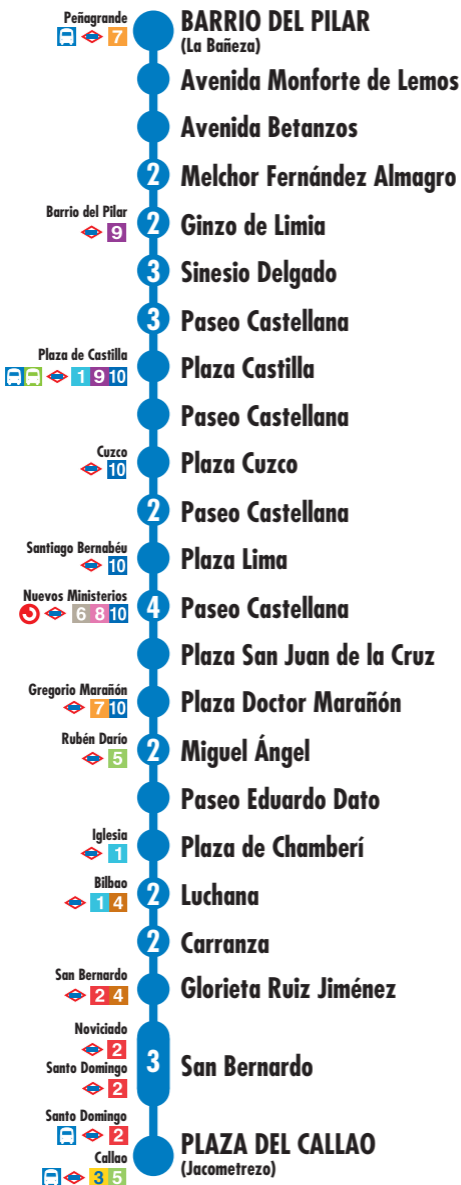 Peñagrande
7
BARRIO DEL PILAR
(La Bañeza)
Avenida Monforte de Lemos
Avenida Betanzos
2 Melchor Fernández Almagro
Barrio del Pilar
9
2 Ginzo de Limia
3 Sinesio Delgado
3 Paseo Castellana
Plaza de Castilla
1 9 10
Plaza Castilla
Paseo Castellana
Cuzco
10
Plaza Cuzco
2 Paseo Castellana
Santiago Bernabéu
10
Plaza Lima
Nuevos Ministerios
6 8 10
4 Paseo Castellana
Plaza San Juan de la Cruz
Gregorio Marañón
7 10
Plaza Doctor Marañón
Rubén Darío
5
2 Miguel Ángel
Paseo Eduardo Dato
Iglesia
1
Plaza de Chamberí
Bilbao
1 4
2 Luchana
2 Carranza
San Bernardo
2 4
Glorieta Ruiz Jiménez
Noviciado
2
Santo Domingo
2
3 San Bernardo
Santo Domingo
2
Callao
3 5
PLAZA DEL CALLAO
(Jacometrezo)